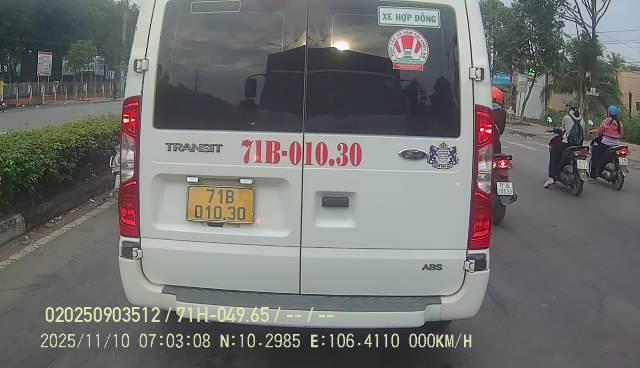 XE HỢP ĐỒNG
TRANSIT
71B-010.30
71B
010.30
ABS
020250903512 / 71H-049.65 / -- / --
2025/11/10 07:03:08 N:10.2985 E:106.4110 000KM/H